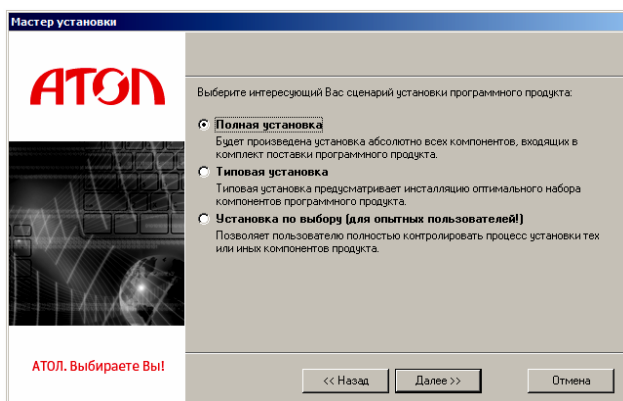 Мастер установки
АТОЛ
Выберите интересующий Вас сценарий установки программного продукта:
Полная установка
Будет произведена установка абсолютно всех компонентов, входящих в
комплект поставки программного продукта.
Типовая установка
Типовая установка предусматривает инсталляцию оптимального набора
компонентов программного продукта.
Установка по выбору (для опытных пользователей!)
Позволяет пользователю полностью контролировать процесс установки тех
или иных компонентов продукта.
АТОЛ. Выбираете Вы!
<< Назад
Далее >>
Отмена